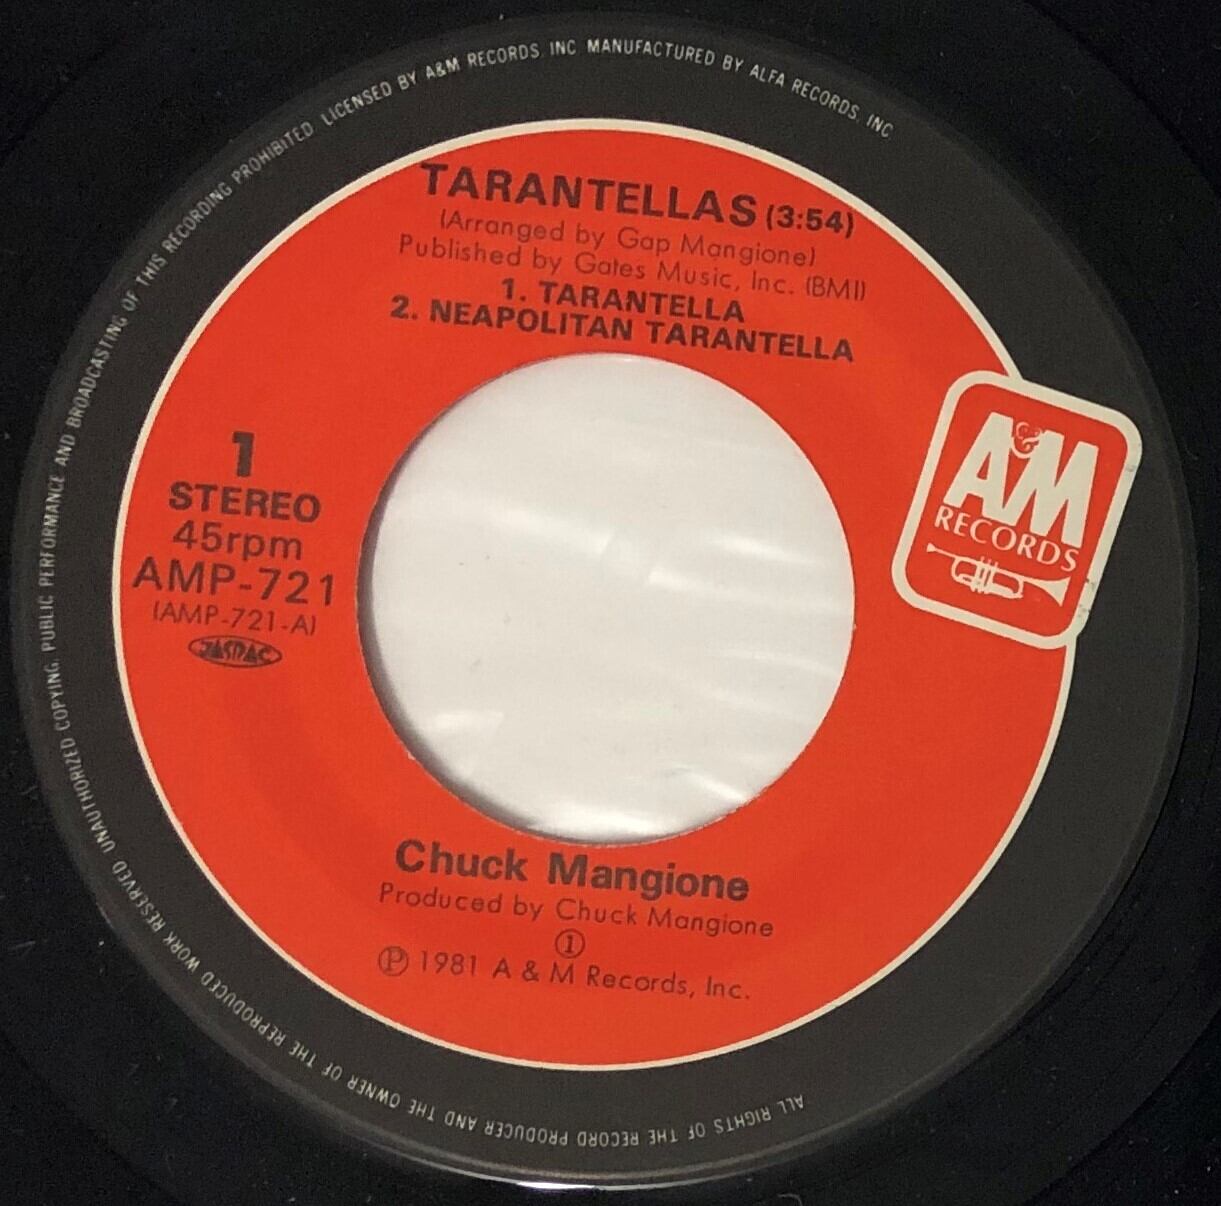 ALL RIGHTS OF THE RECORD PRODUCER AND THE OWNER OF THE REPRODUCED WORK RESERVED UNAUTHORIZED COPYING, PUBLIC PERFORMANCE AND BROADCASTING OF THIS RECORDING PROHIBITED LICENSED BY A&M RECORDS, INC MANUFACTURED BY ALFA RECORDS, INC
TARANTELLAS (3:54)
(Arranged by Gap Mangione)
Published by Gates Music, Inc. (BMI)
1. TARANTELLA
2. NEAPOLITAN TARANTELLA
1
STEREO
45rpm
AMP-721
(AMP-721-A)
JASRAC
A&M
RECORDS
Chuck Mangione
Produced by Chuck Mangione
①
Ⓟ 1981 A & M Records, Inc.